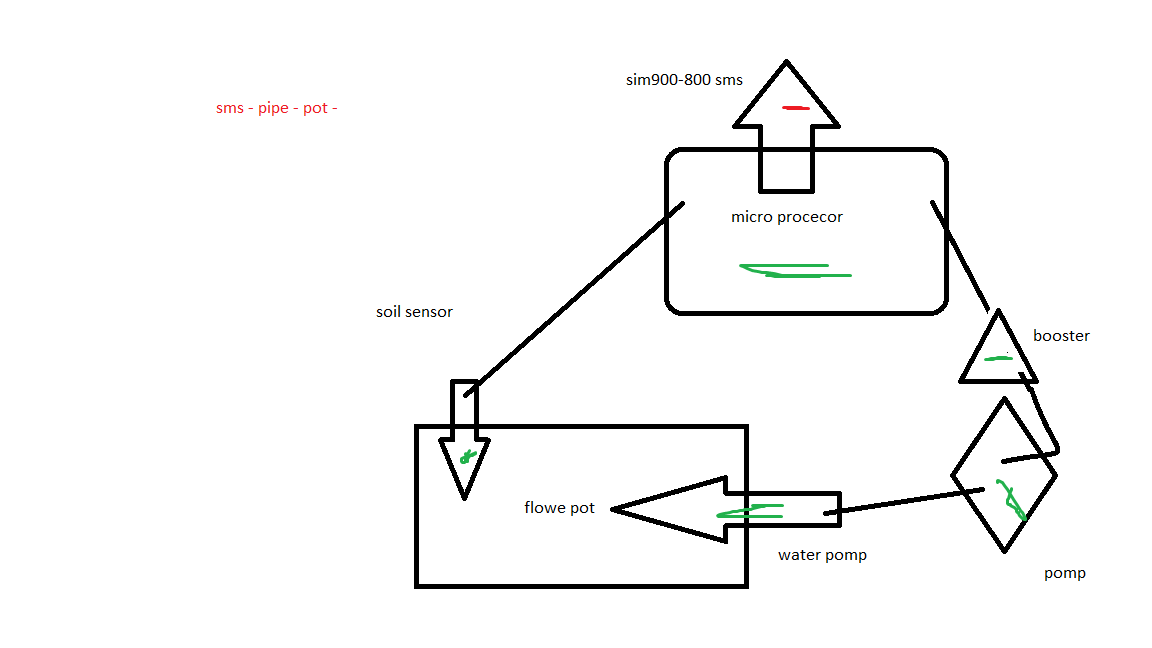 sim900-800 sms
sms - pipe - pot -
micro procecor
soil sensor
booster
flowe pot
water pomp
pomp